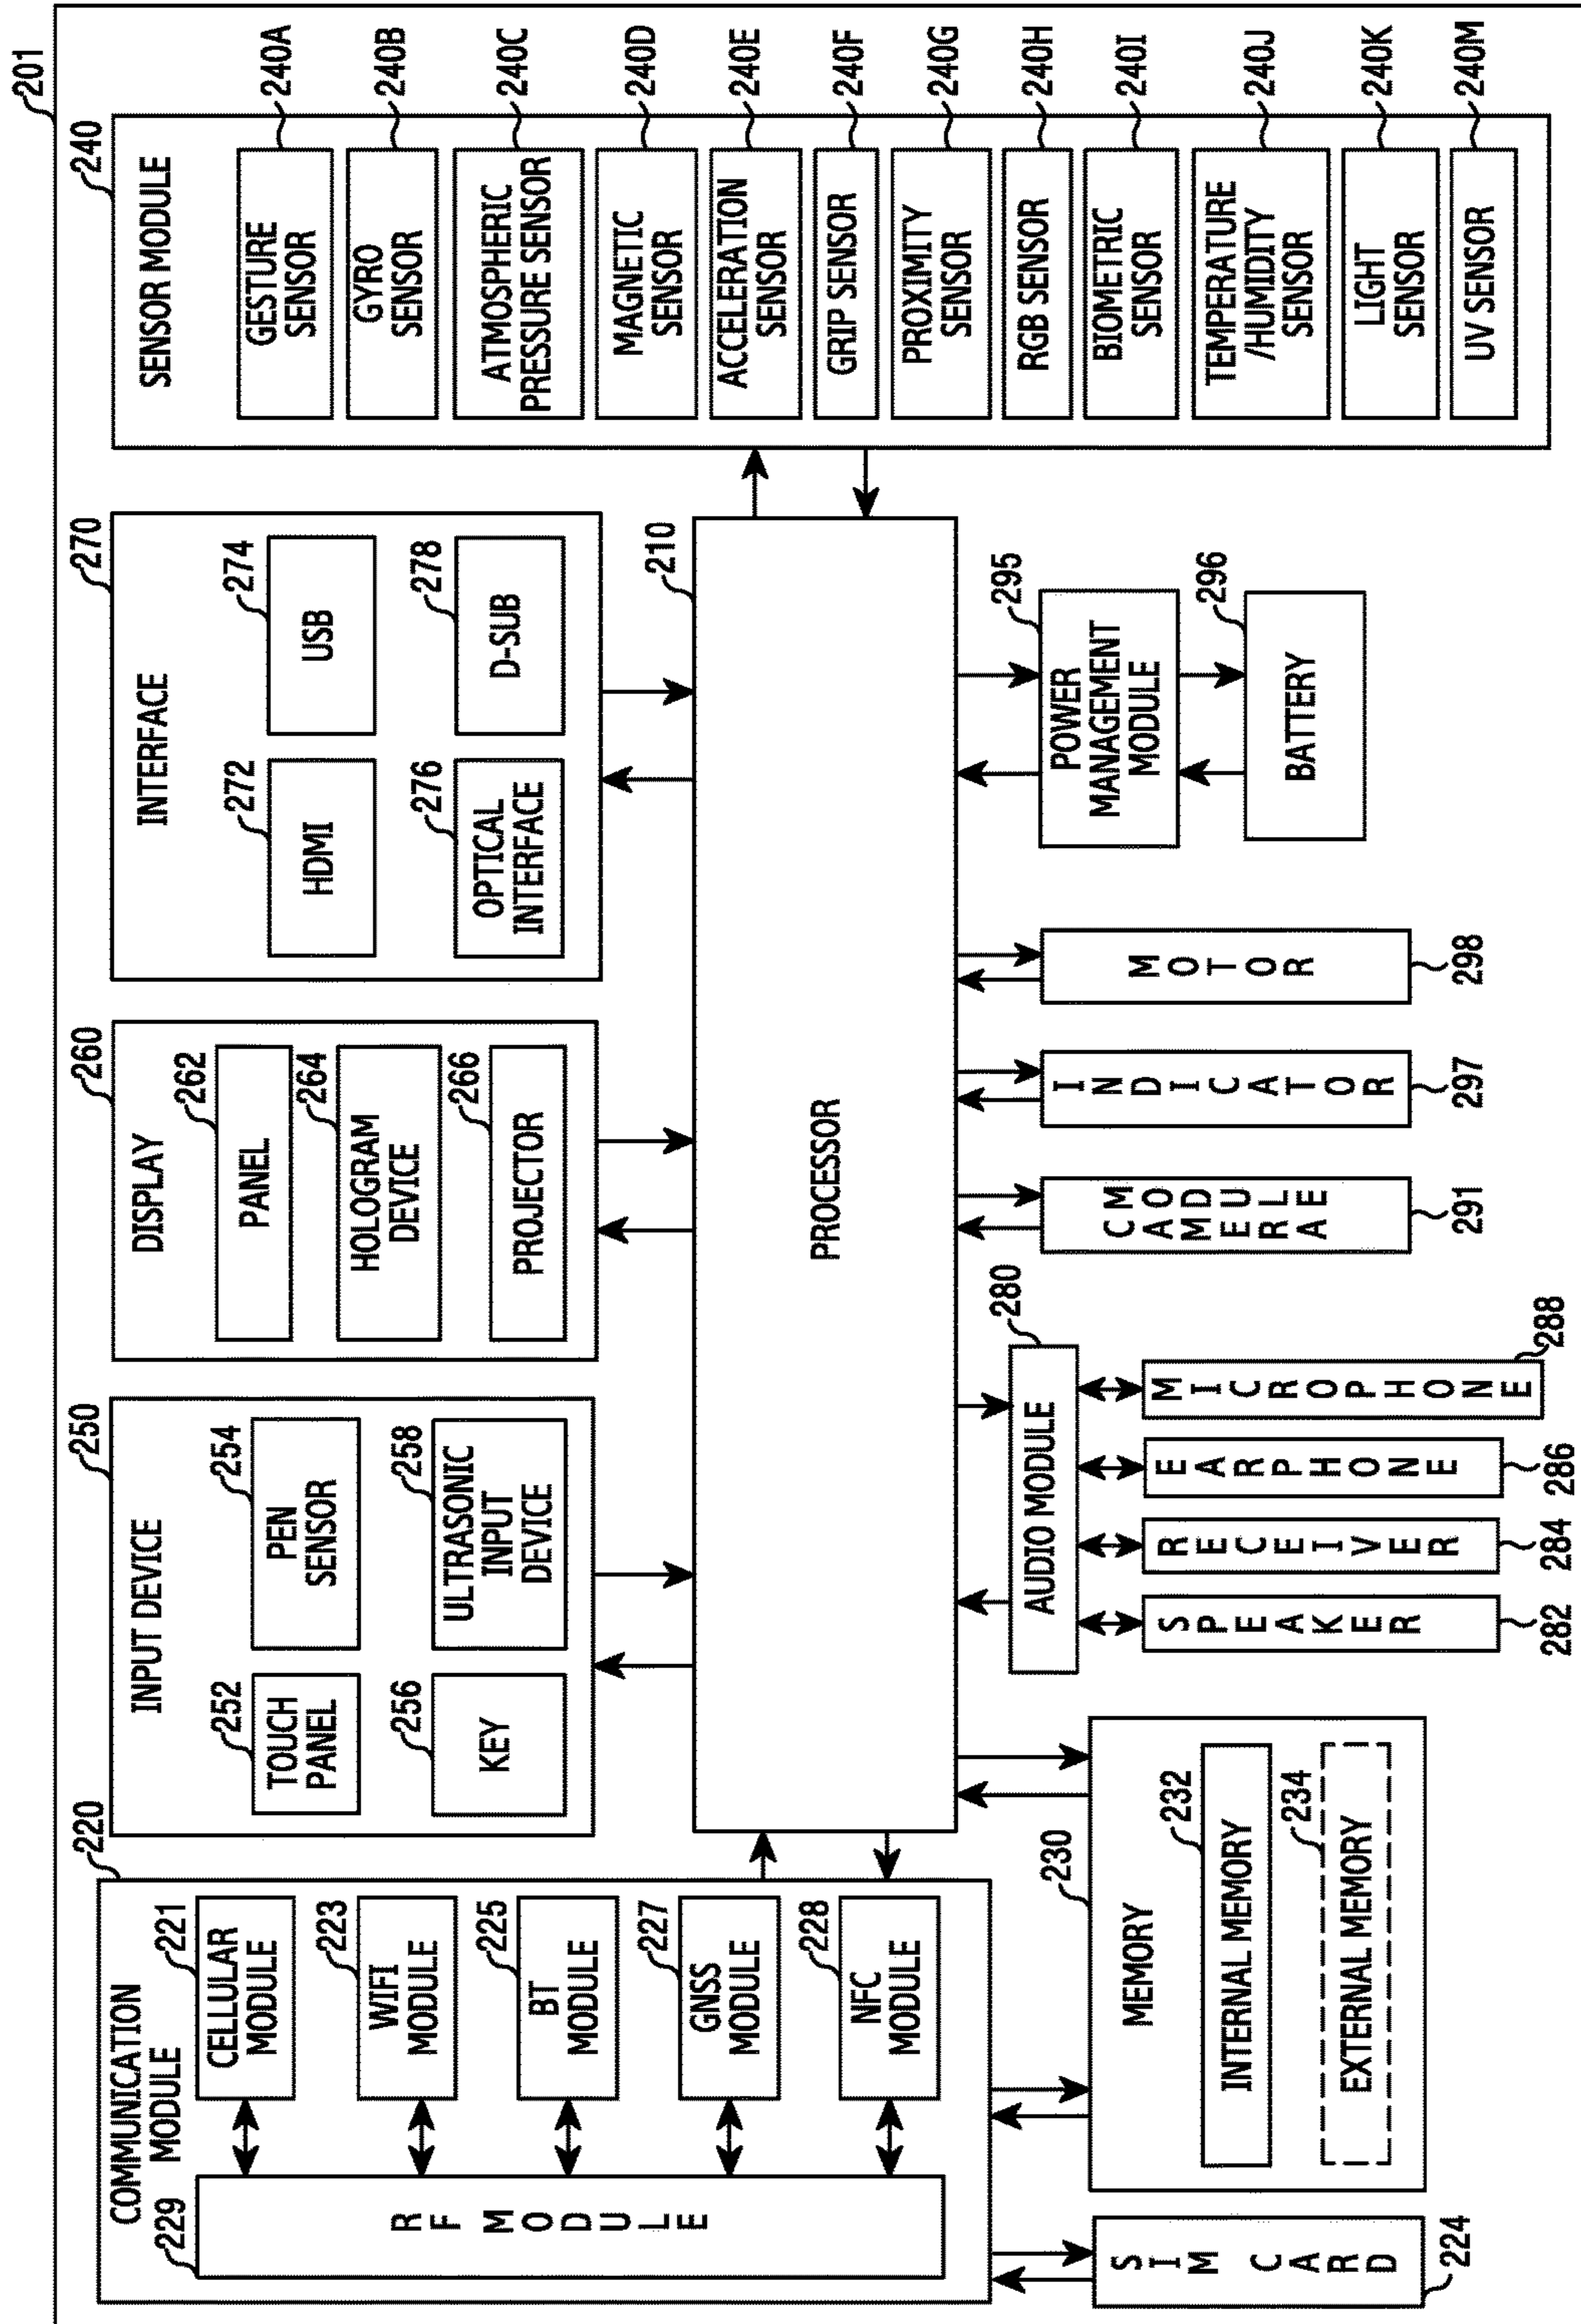 201
220
COMMUNICATION
MODULE
229
RF MODULE
221
CELLULAR
MODULE
223
WIFI
MODULE
225
BT
MODULE
227
GNSS
MODULE
228
NFC
MODULE
250
INPUT DEVICE
252
TOUCH
PANEL
254
PEN
SENSOR
256
KEY
258
ULTRASONIC
INPUT
DEVICE
260
DISPLAY
262
PANEL
264
HOLOGRAM
DEVICE
266
PROJECTOR
270
INTERFACE
272
HDMI
274
USB
276
OPTICAL
INTERFACE
278
D-SUB
240
SENSOR MODULE
GESTURE
SENSOR
240A
GYRO
SENSOR
240B
ATMOSPHERIC
PRESSURE SENSOR
240C
MAGNETIC
SENSOR
240D
ACCELERATION
SENSOR
240E
GRIP SENSOR
240F
PROXIMITY
SENSOR
240G
RGB SENSOR
240H
BIOMETRIC
SENSOR
240I
TEMPERATURE
/HUMIDITY
SENSOR
240J
LIGHT
SENSOR
240K
UV SENSOR
240M
210
PROCESSOR
SIM CARD
224
230
MEMORY
232
INTERNAL MEMORY
234
EXTERNAL MEMORY
280
AUDIO MODULE
SPEAKER
282
RECEIVER
284
EARPHONE
286
MICROPHONE
288
CAMERA
MODULE
291
INDICATOR
297
MOTOR
298
295
POWER
MANAGEMENT
MODULE
296
BATTERY